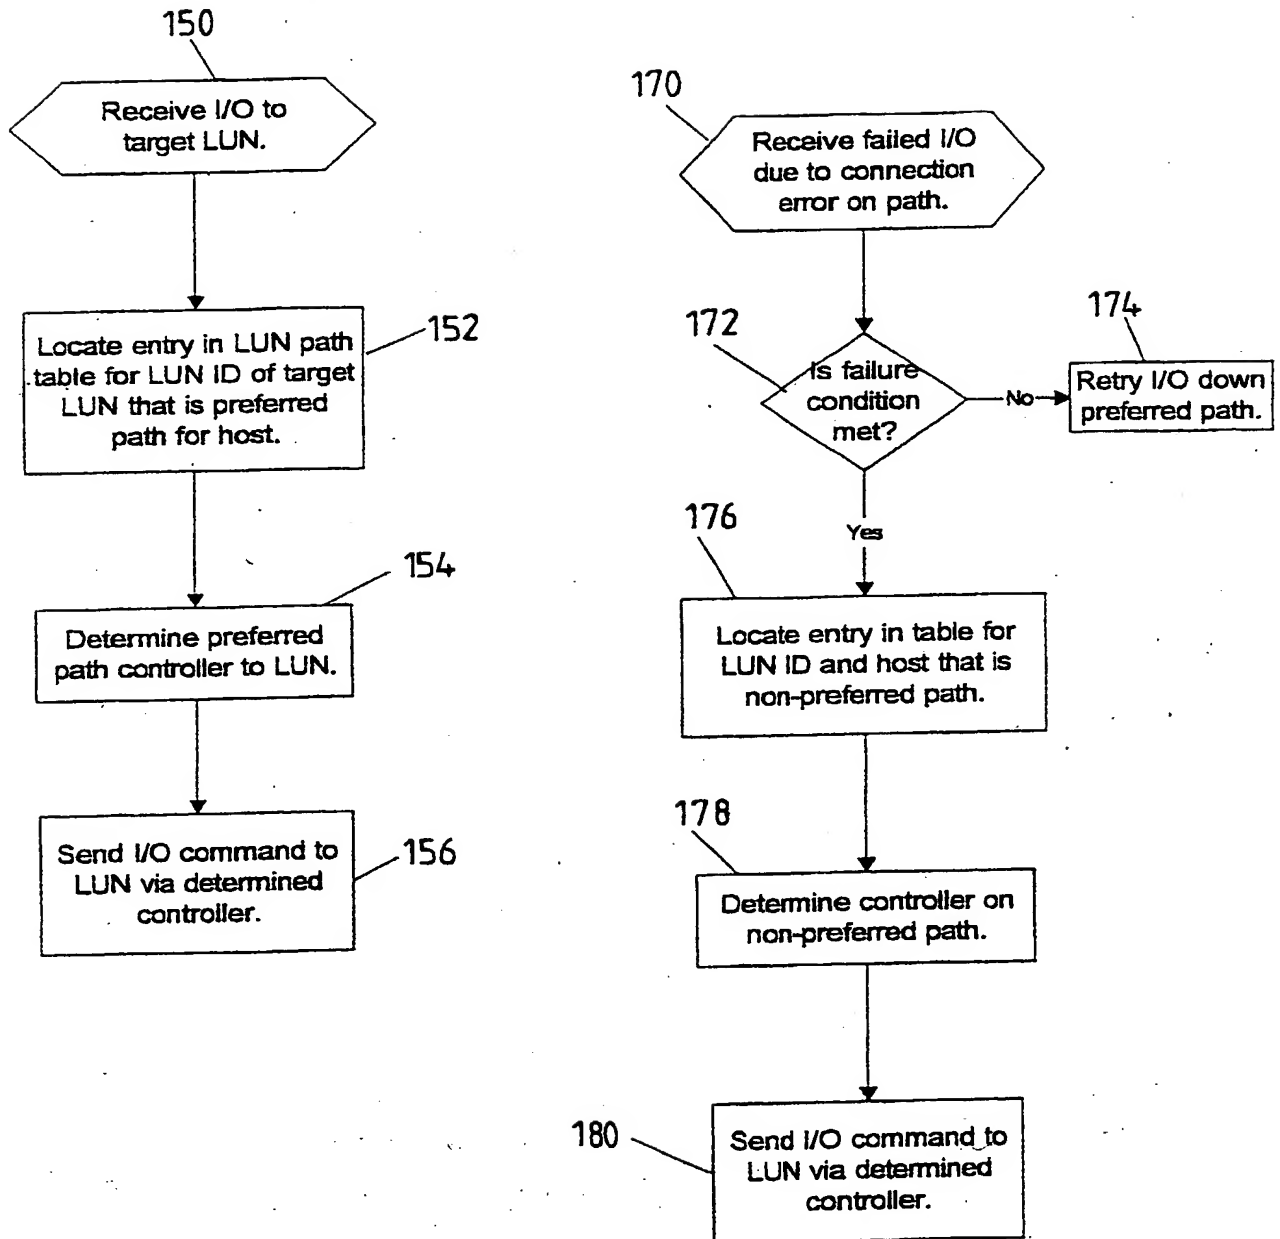 150
Receive I/O to
target LUN.
152
Locate entry in LUN path
table for LUN ID of target
LUN that is preferred
path for host.
154
Determine preferred
path controller to LUN.
156
Send I/O command to
LUN via determined
controller.
170
Receive failed I/O
due to connection
error on path.
172
Is failure
condition
met?
No
174
Retry I/O down
preferred path.
Yes
176
Locate entry in table for
LUN ID and host that is
non-preferred path.
178
Determine controller on
non-preferred path.
180
Send I/O command to
LUN via determined
controller.